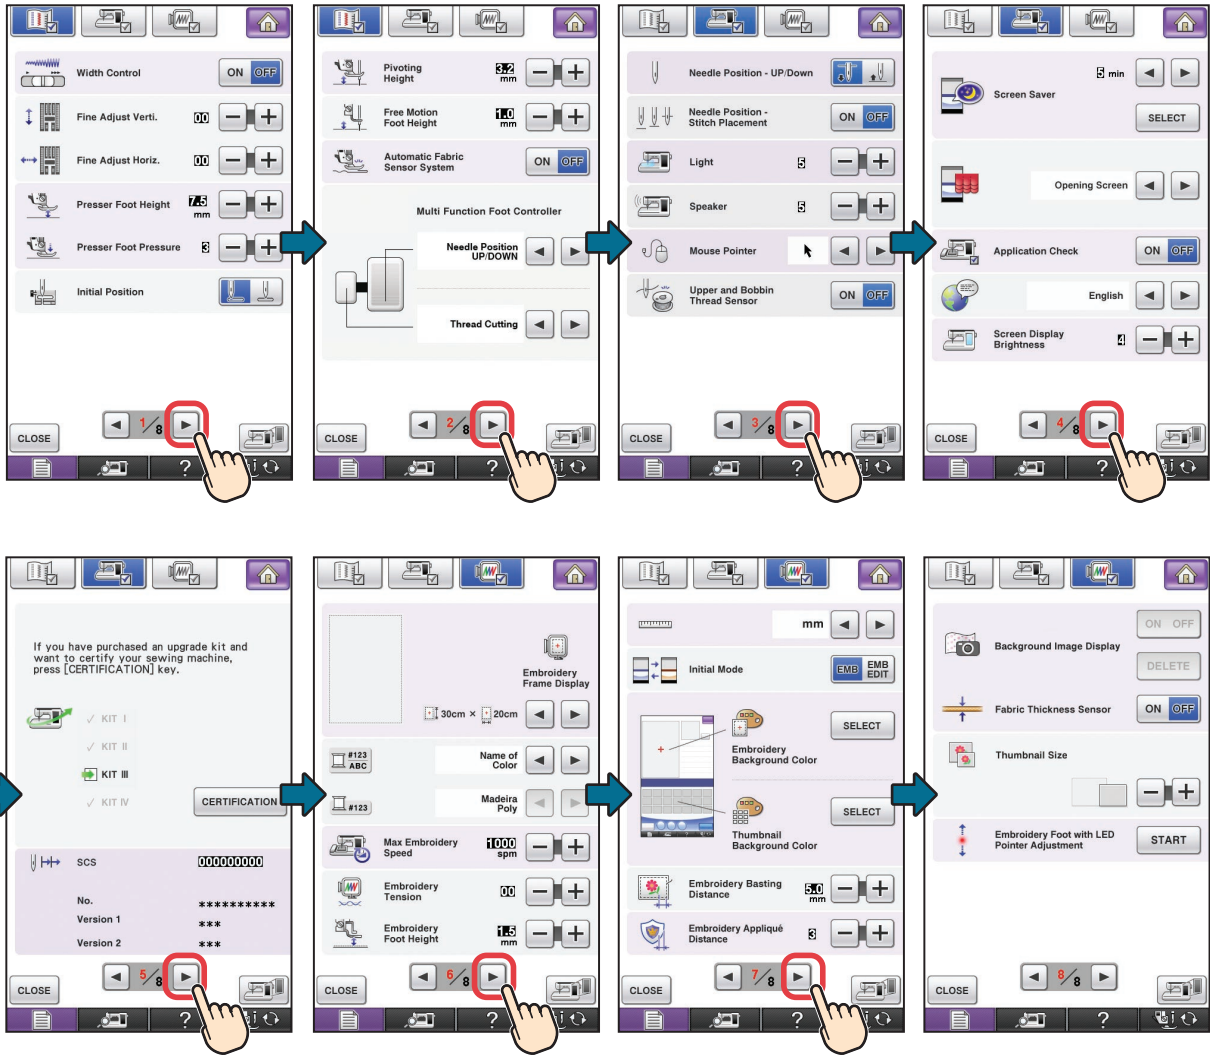 Width Control
ON OFF
Fine Adjust Verti.
00
Fine Adjust Horiz.
00
Presser Foot Height
7.5
mm
Presser Foot Pressure
3
Initial Position
CLOSE
1/8
?
Pivoting
Height
3.2
mm
Free Motion
Foot Height
1.0
mm
Automatic Fabric
Sensor System
ON OFF
Multi Function Foot Controller
Needle Position
UP/DOWN
Thread Cutting
CLOSE
2/8
?
Needle Position - UP/Down
Needle Position -
Stitch Placement
ON OFF
Light
5
Speaker
5
Mouse Pointer
Upper and Bobbin
Thread Sensor
ON OFF
CLOSE
3/8
?
5 min
Screen Saver
SELECT
Opening Screen
Application Check
ON OFF
English
Screen Display
Brightness
4
CLOSE
4/8
?
If you have purchased an upgrade kit and
want to certify your sewing machine,
press [CERTIFICATION] key.
✓ KIT I
✓ KIT II
KIT III
✓ KIT IV
CERTIFICATION
SCS
000000000
No.
**********
Version 1
***
Version 2
***
CLOSE
5/8
?
Embroidery
Frame Display
30cm × 20cm
#123
ABC
Name of
Color
#123
Madeira
Poly
Max Embroidery
Speed
1000
spm
Embroidery
Tension
00
Embroidery
Foot Height
1.5
mm
CLOSE
6/8
?
mm
Initial Mode
EMB
EMB
EDIT
SELECT
Embroidery
Background Color
SELECT
Thumbnail
Background Color
Embroidery Basting
Distance
5.0
mm
Embroidery Appliqué
Distance
3
CLOSE
7/8
?
ON OFF
Background Image Display
DELETE
Fabric Thickness Sensor
ON OFF
Thumbnail Size
Embroidery Foot with LED
Pointer Adjustment
START
CLOSE
8/8
?